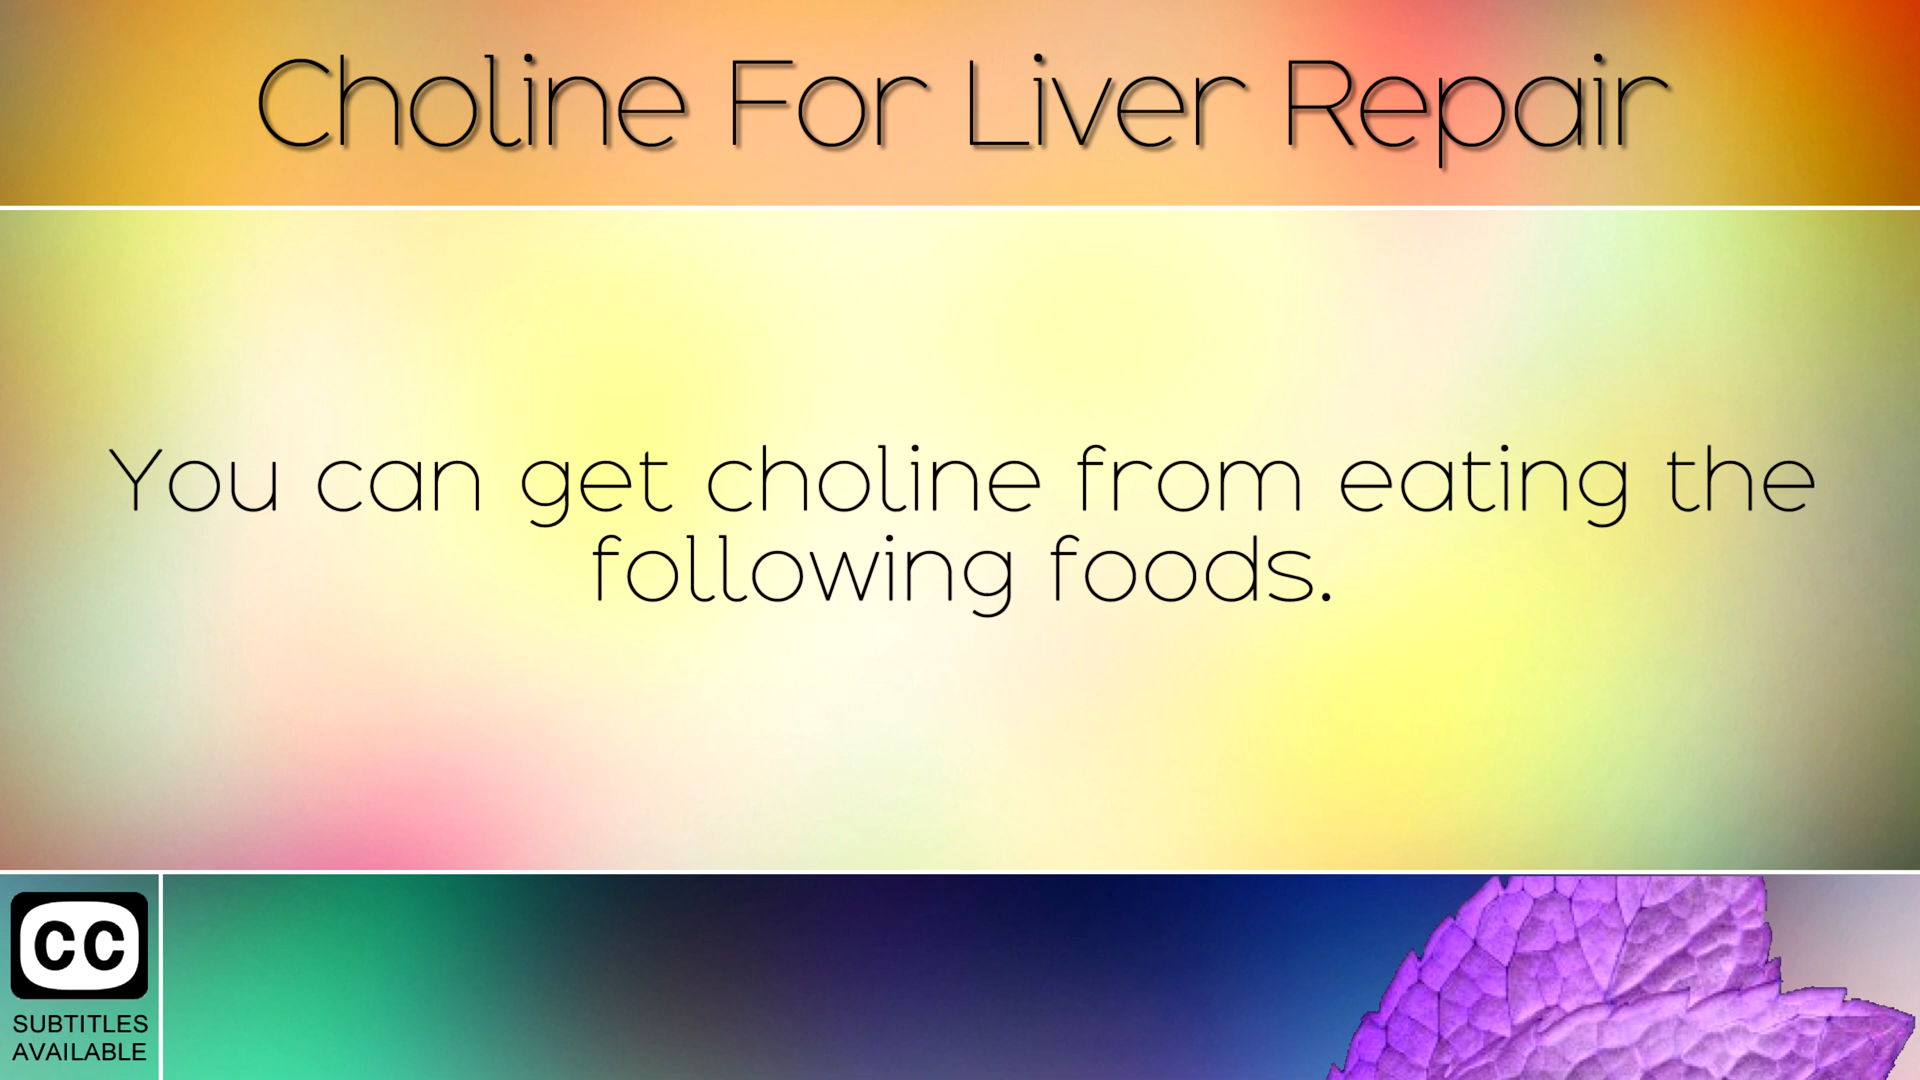 Choline For Liver Repair
You can get choline from eating the
following foods.
CC
SUBTITLES
AVAILABLE